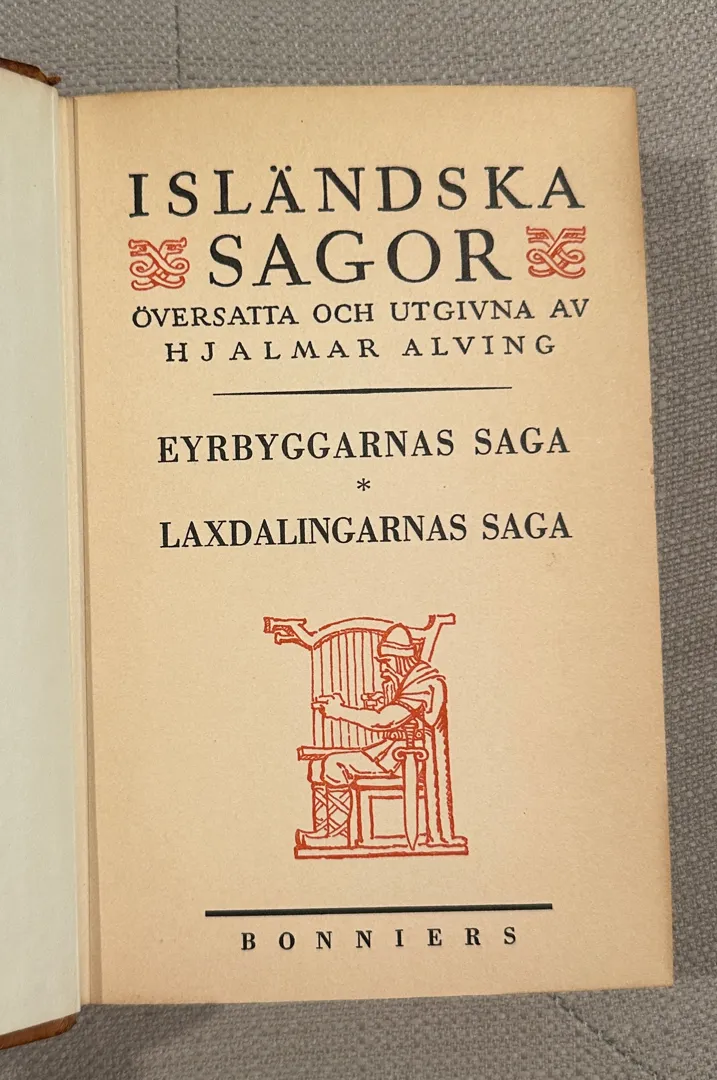 ISLÄNDSKA
SAGOR
ÖVERSATTA OCH UTGIVNA AV
HJALMAR ALVING
EYRBYGGARNAS SAGA
*
LAXDALINGARNAS SAGA
BONNIERS